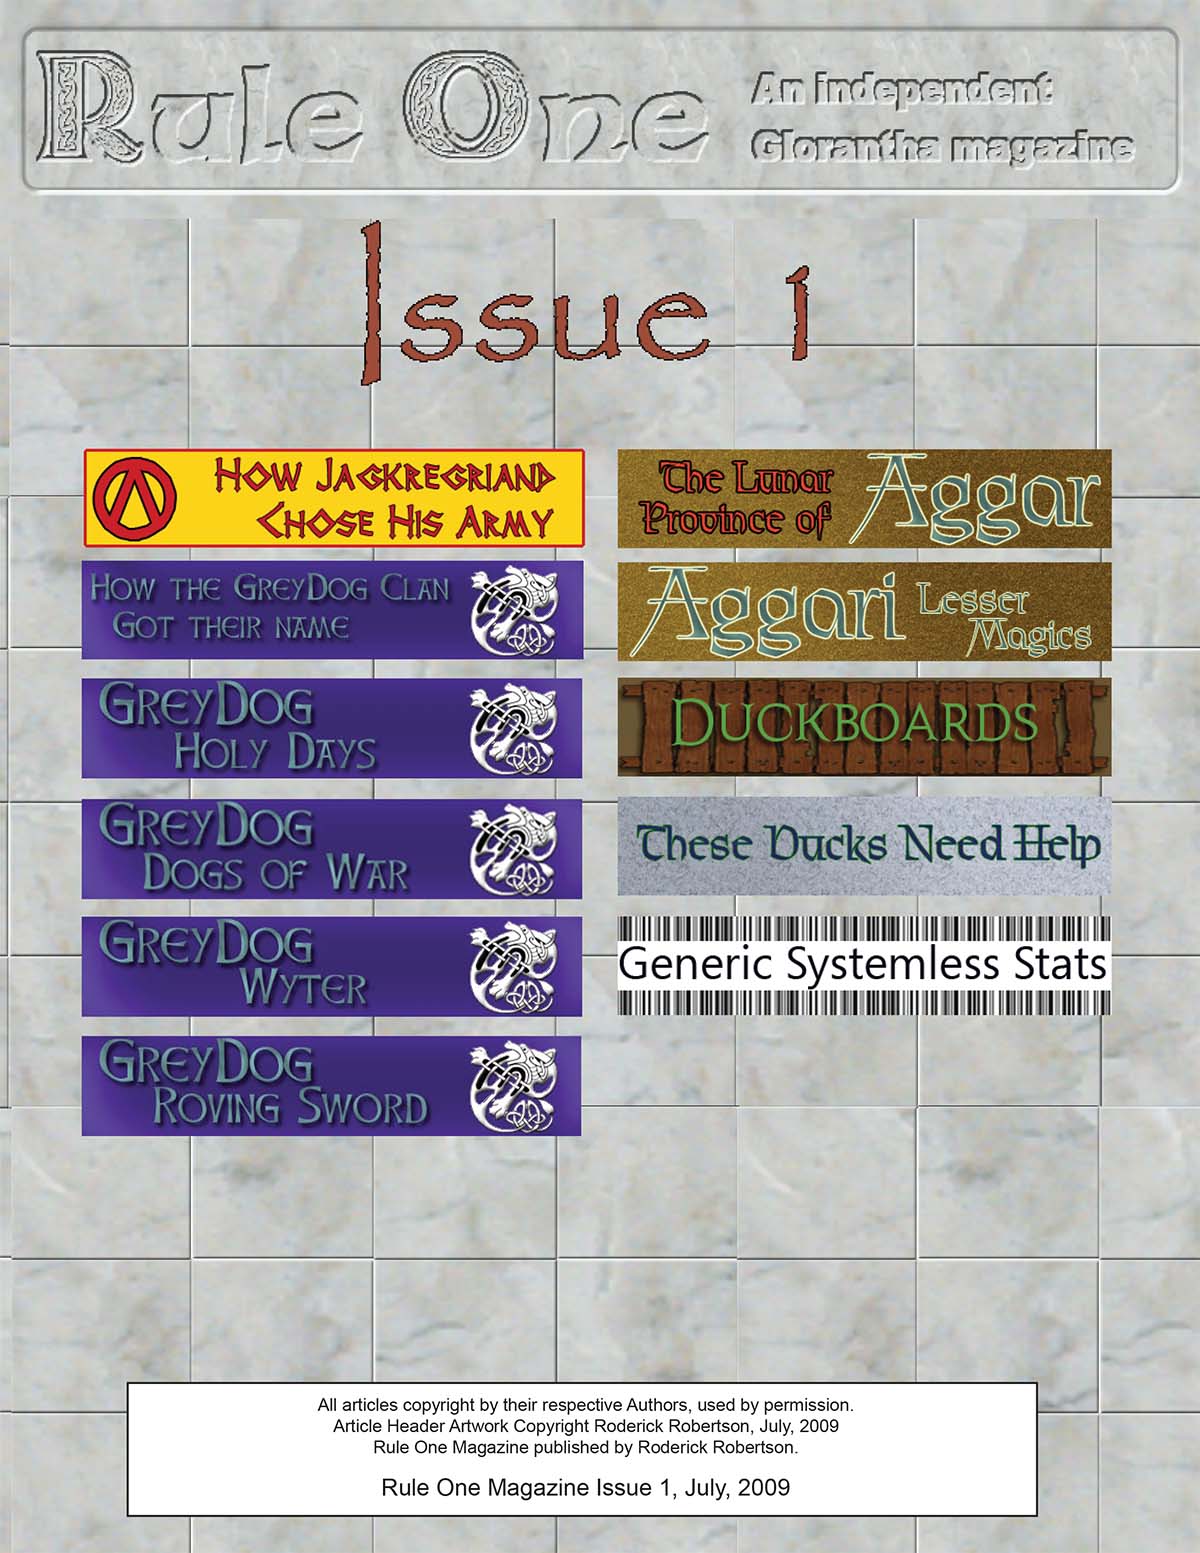 Rule One
An independent
Glorantha magazine
Issue 1
How Jagkregriand
Chose His Army
How the GreyDog Clan
Got their name
GreyDog
Holy Days
GreyDog
Dogs of War
GreyDog
Wyter
GreyDog
Roving Sword
The Lunar
Province of
Aggar
Aggari
Lesser
Magics
Duckboards
These Ducks Need Help
Generic Systemless Stats
All articles copyright by their respective Authors, used by permission.
Article Header Artwork Copyright Roderick Robertson, July, 2009
Rule One Magazine published by Roderick Robertson.
Rule One Magazine Issue 1, July, 2009